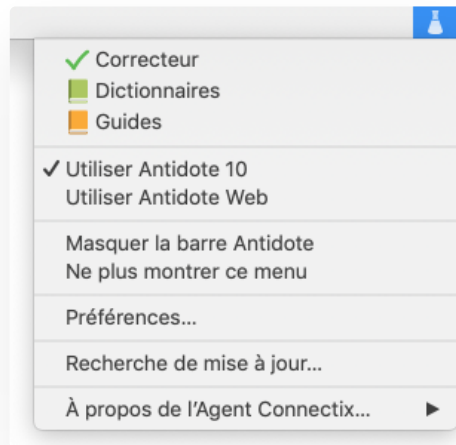 Correcteur
Dictionnaires
Guides
Utiliser Antidote 10
Utiliser Antidote Web
Masquer la barre Antidote
Ne plus montrer ce menu
Préférences...
Recherche de mise à jour...
À propos de l’Agent Connectix...